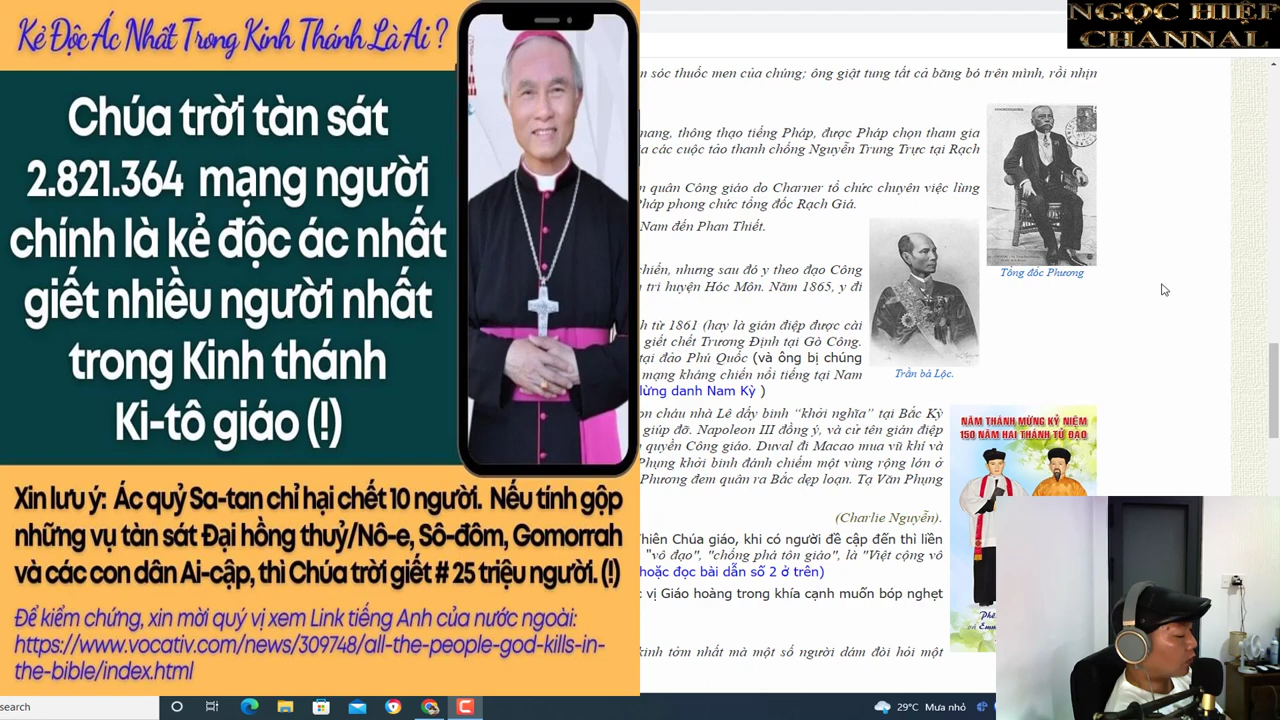 Kẻ Độc Ác Nhất Trong Kinh Thánh Là Ai ?
Chúa trời tàn sát
2.821.364 mạng người
chính là kẻ độc ác nhất
giết nhiều người nhất
trong Kinh thánh
Ki-tô giáo (!)
Xin lưu ý: Ác quỷ Sa-tan chỉ hại chết 10 người. Nếu tính gộp
những vụ tàn sát Đại hồng thuỷ/Nô-e, Sô-đôm, Gomorrah
và các con dân Ai-cập, thì Chúa trời giết # 25 triệu người. (!)
Để kiểm chứng, xin mời quý vị xem Link tiếng Anh của nước ngoài:
https://www.vocativ.com/news/309748/all-the-people-god-kills-in-
the-bible/index.html
NGỌC HIỆP
CHANNAL
sóc thuốc men của chúng; ông giật tung tất cả băng bó trên mình, rồi nhịn
nang, thông thạo tiếng Pháp, được Pháp chọn tham gia
các cuộc tảo thanh chống Nguyễn Trung Trực tại Rạch
quân Công giáo do Charner tổ chức chuyên việc lùng
Pháp phong chức tổng đốc Rạch Giá.
Nam đến Phan Thiết.
Tổng đốc Phương
chiến, nhưng sau đó y theo đạo Công
tri huyện Hóc Môn. Năm 1865, y đi
từ 1861 (hay là gián điệp được cài
giết chết Trương Định tại Gò Công.
tại đảo Phú Quốc (và ông bị chúng
mạng kháng chiến nổi tiếng tại Nam
lừng danh Nam Kỳ )
Trần bá Lộc.
con cháu nhà Lê dấy binh “khởi nghĩa” tại Bắc Kỳ
giúp đỡ. Napoleon III đồng ý, và cử tên gián điệp
quyền Công giáo. Duval đi Macao mua vũ khí và
Phụng khởi binh đánh chiếm một vùng rộng lớn ở
Phương đem quân ra Bắc dẹp loạn. Tạ Văn Phụng
(Charlie Nguyễn).
NĂM THÁNH MỪNG KỶ NIỆM
150 NĂM HAI THÁNH TỬ ĐẠO
Thiên Chúa giáo, khi có người đề cập đến thì liền
"vô đạo", "chống phá tôn giáo", là "Việt cộng vô
hoặc đọc bài dẫn số 2 ở trên)
vị Giáo hoàng trong khía cạnh muốn bóp nghẹt
kinh tởm nhất mà một số người dám đòi hỏi một
search
29°C Mưa nhỏ